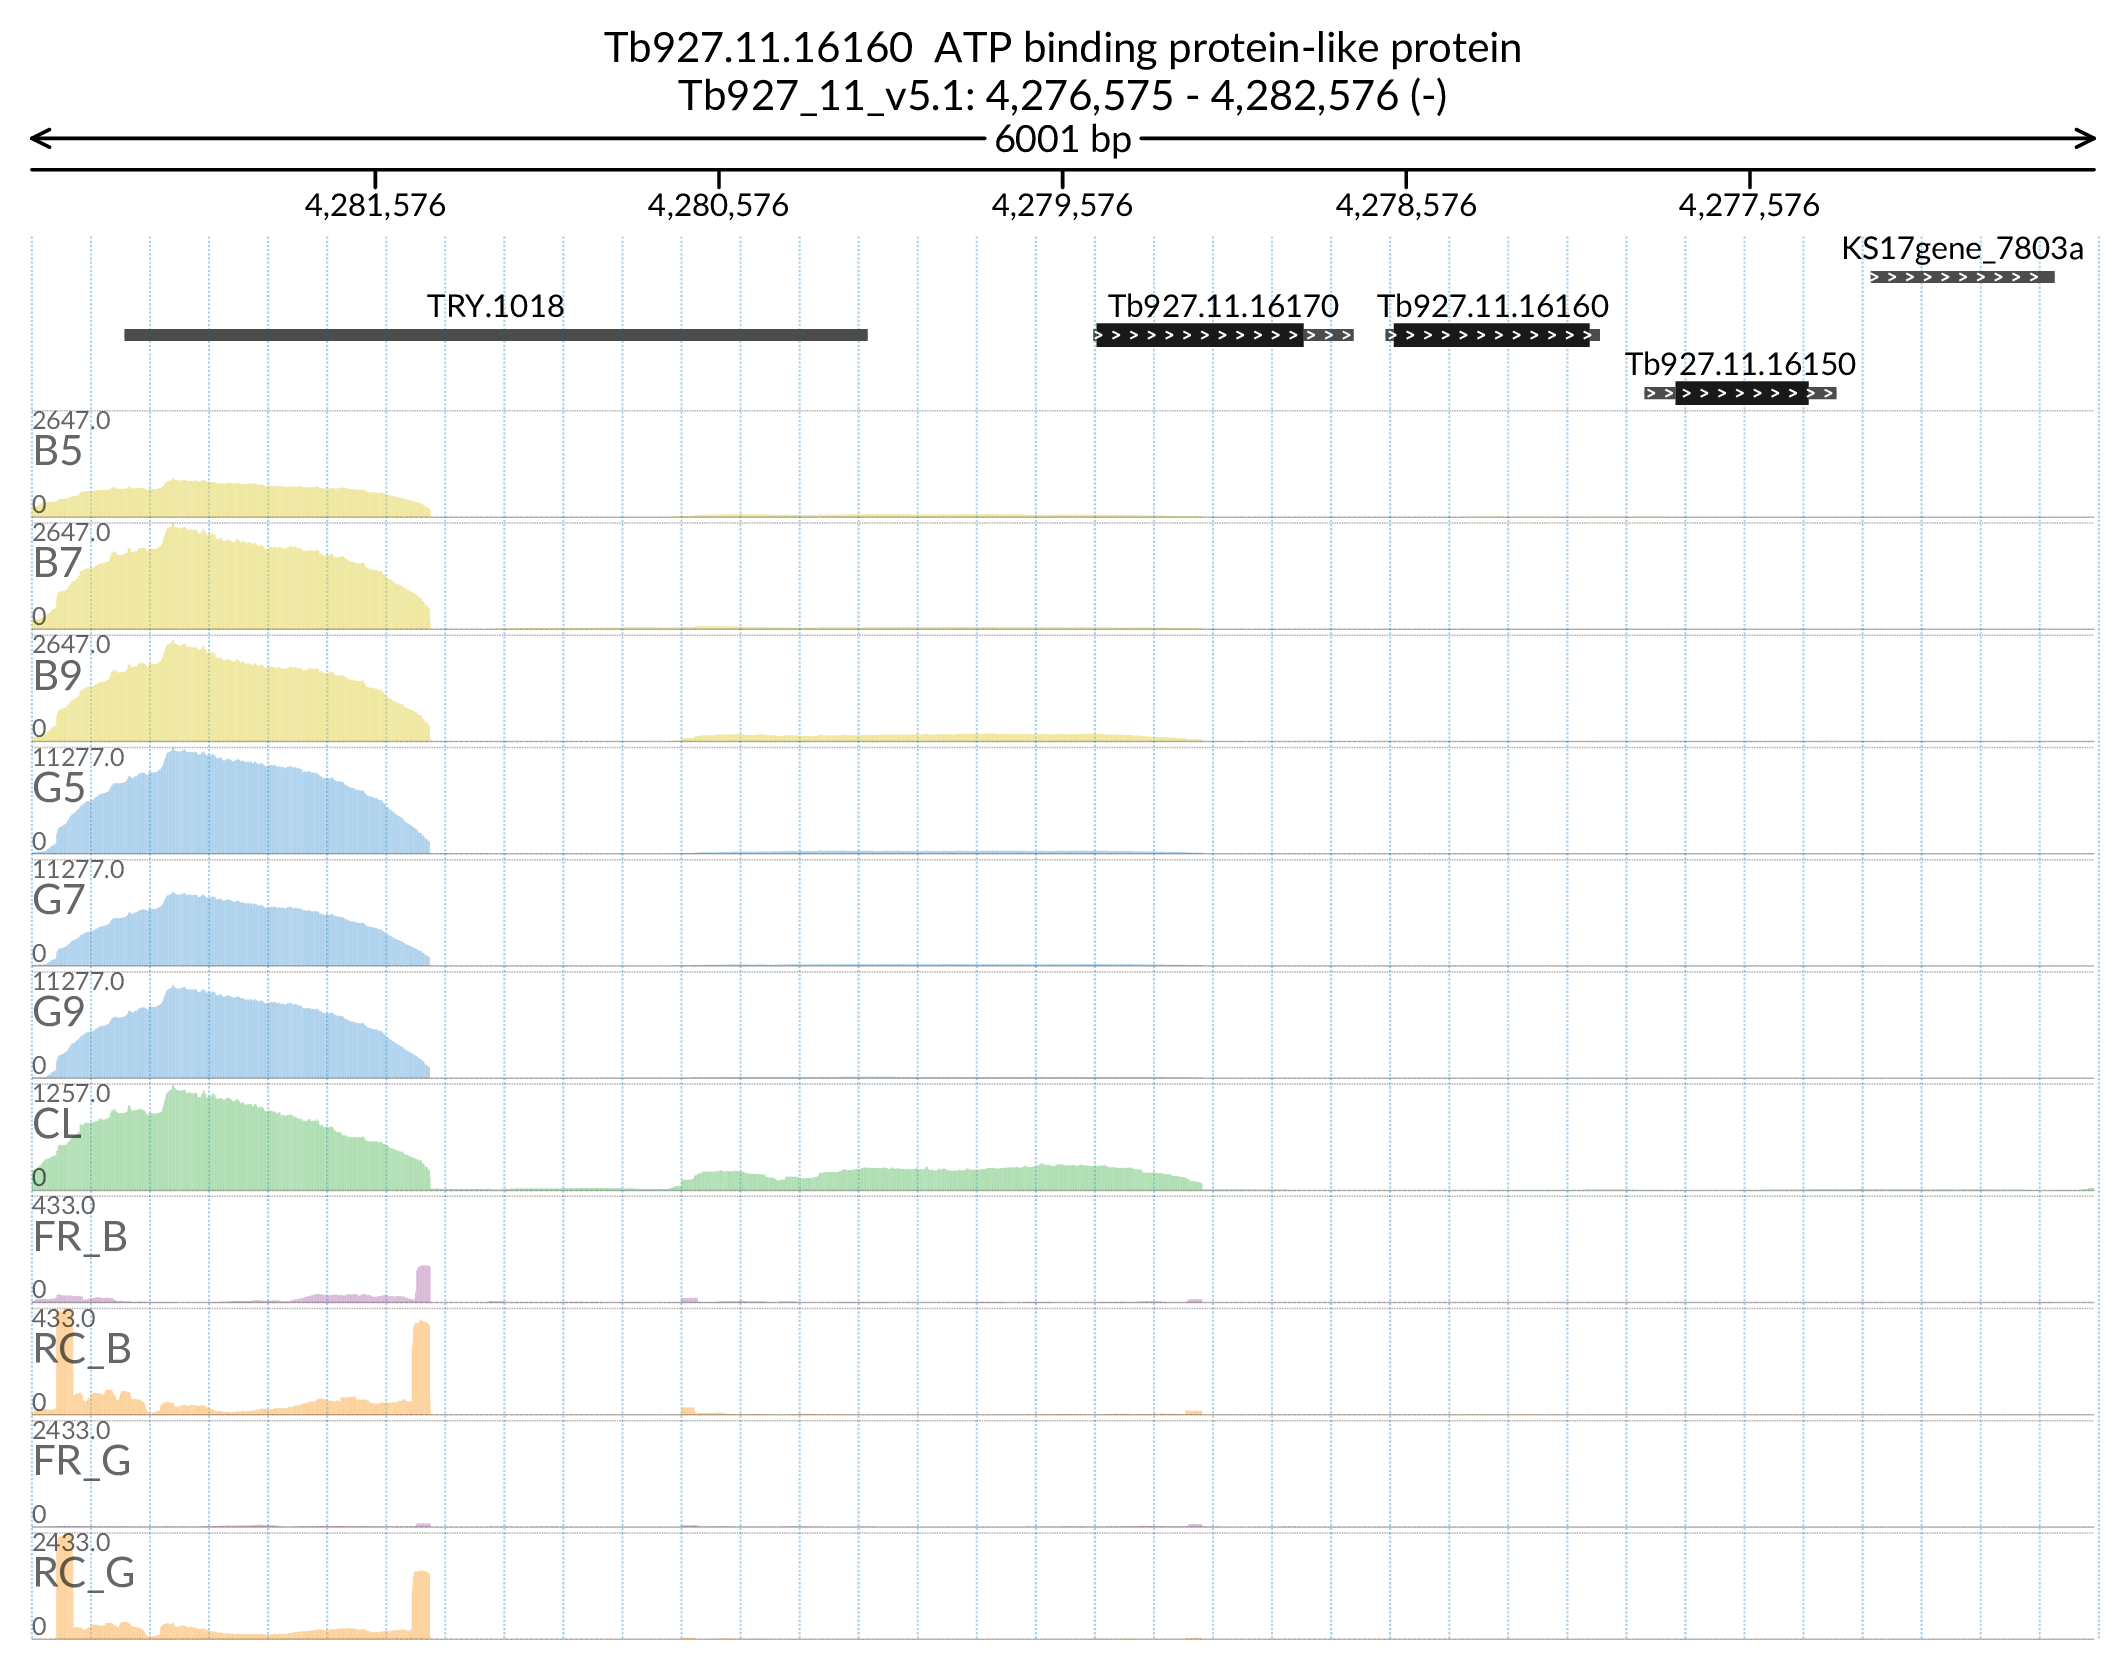 Tb927.11.16160  ATP binding protein-like protein
Tb927_11_v5.1: 4,276,575 - 4,282,576 (-)
6001 bp
4,281,576 4,280,576 4,279,576 4,278,576 4,277,576
KS17gene_7803a
TRY.1018 Tb927.11.16170 Tb927.11.16160
Tb927.11.16150
2647.0
B5
0
2647.0
B7
0
2647.0
B9
0
11277.0
G5
0
11277.0
G7
0
11277.0
G9
0
1257.0
CL
0
433.0
FR_B
0
433.0
RC_B
0
2433.0
FR_G
0
2433.0
RC_G
0